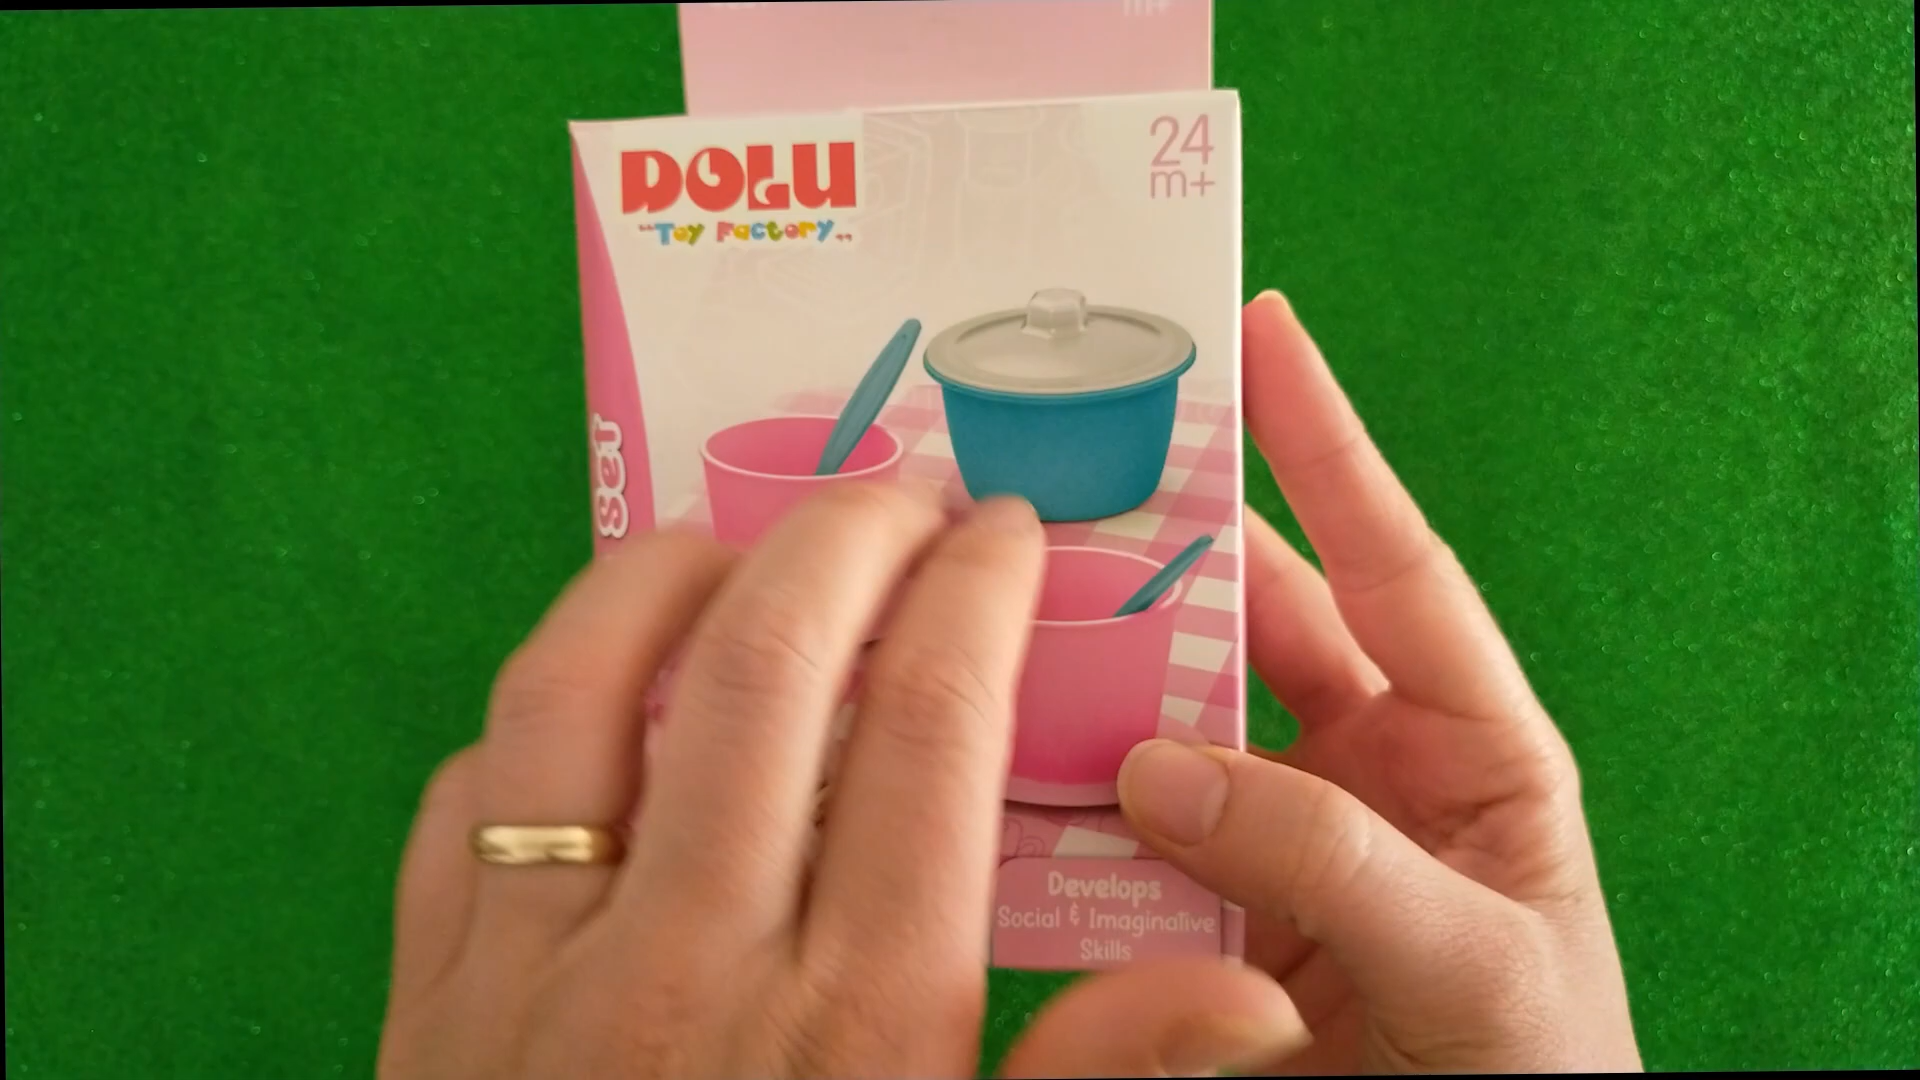 m+
DOLU
"Toy Factory"
24
m+
Set
Develops
Social & Imaginative
Skills